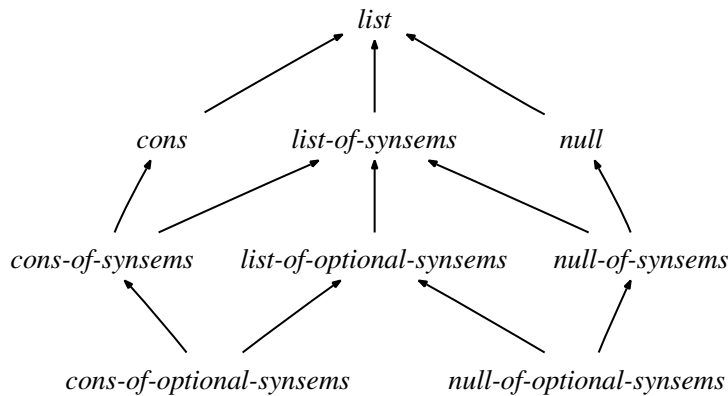 list
cons list-of-synsems null
cons-of-synsems list-of-optional-synsems null-of-synsems
cons-of-optional-synsems null-of-optional-synsems